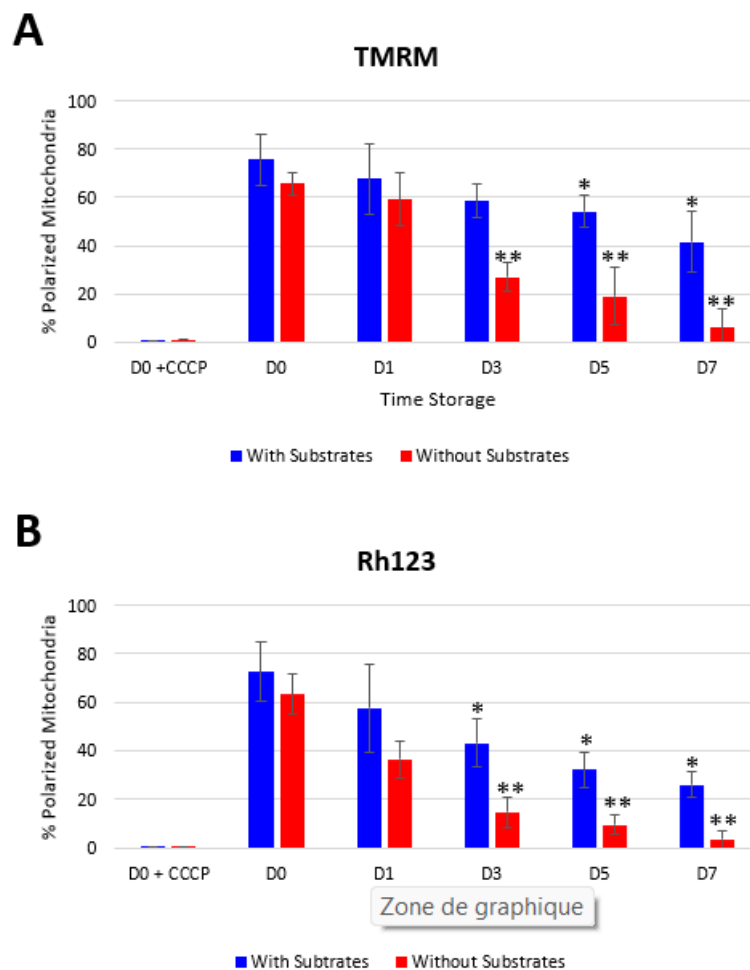 A
TMRM
% Polarized Mitochondria
100
80
60
40
20
0
*
*
**
**
**
D0 +CCCP D0 D1 D3 D5 D7
Time Storage
With Substrates Without Substrates
B
Rh123
% Polarized Mitochondria
100
80
60
40
20
0
*
*
*
**
**
**
D0 + CCCP D0 D1 D3 D5 D7
Zone de graphique
With Subtrates Without Substrates